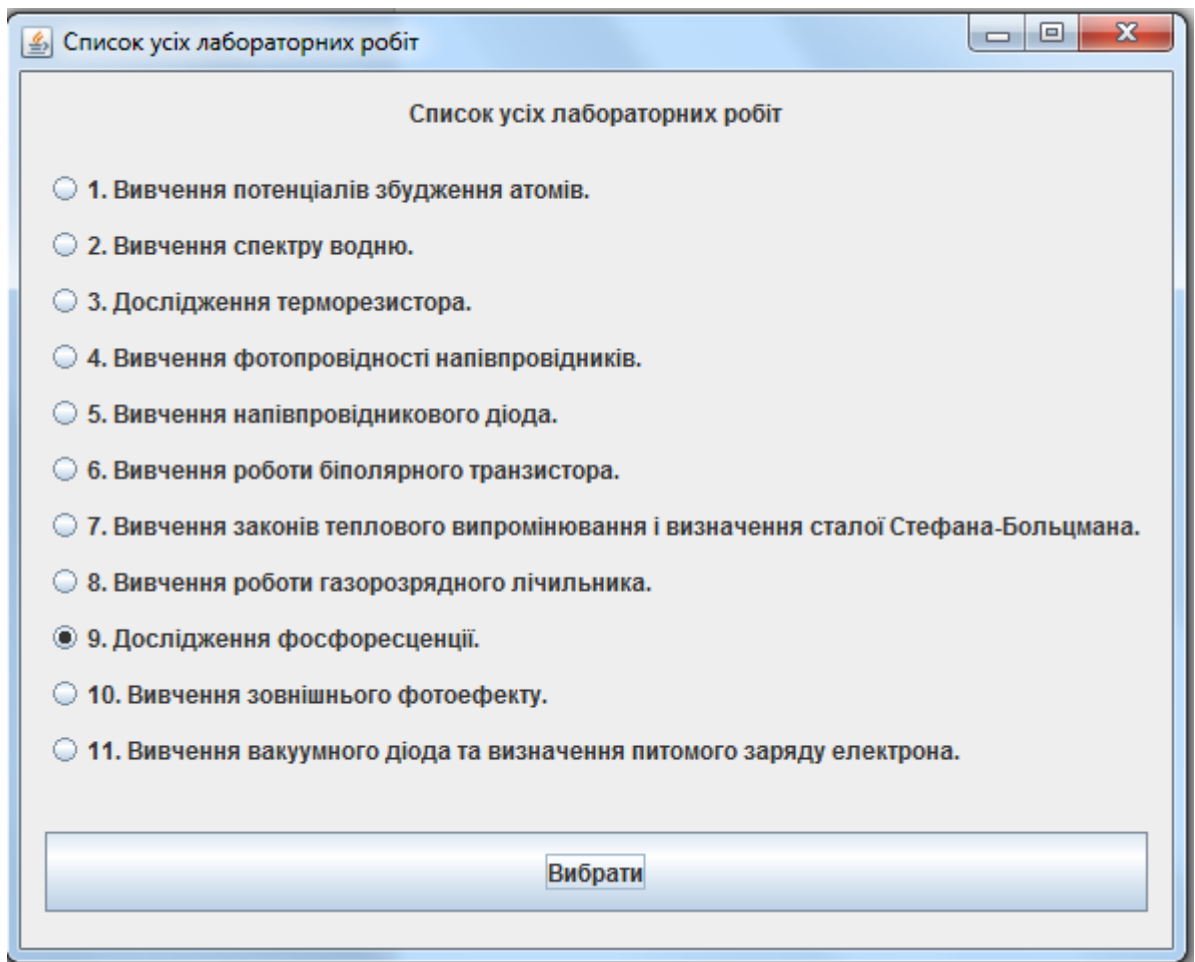 Список усіх лабораторних робіт
Список усіх лабораторних робіт
1. Вивчення потенціалів збудження атомів.
2. Вивчення спектру водню.
3. Дослідження терморезистора.
4. Вивчення фотопровідності напівпровідників.
5. Вивчення напівпровідникового діода.
6. Вивчення роботи біполярного транзистора.
7. Вивчення законів теплового випромінювання і визначення сталої Стефана-Больцмана.
8. Вивчення роботи газорозрядного лічильника.
9. Дослідження фосфоресценції.
10. Вивчення зовнішнього фотоефекту.
11. Вивчення вакуумного діода та визначення питомого заряду електрона.
Вибрати